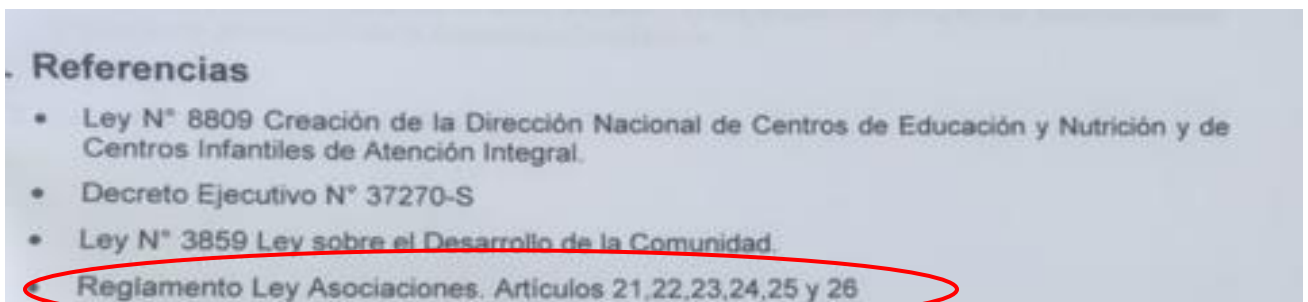 . Referencias
• Ley N° 8809 Creación de la Dirección Nacional de Centros de Educación y Nutrición y de
Centros Infantiles de Atención Integral.
• Decreto Ejecutivo N° 37270-S
• Ley N° 3859 Ley sobre el Desarrollo de la Comunidad.
• Reglamento Ley Asociaciones. Artículos 21,22,23,24,25 y 26